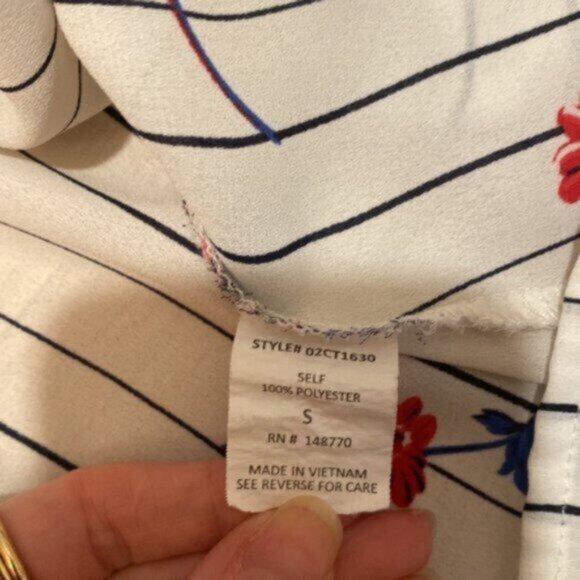 STYLE# 02CT1630
SELF
100% POLYESTER
S
RN # 148770
MADE IN VIETNAM
SEE REVERSE FOR CARE